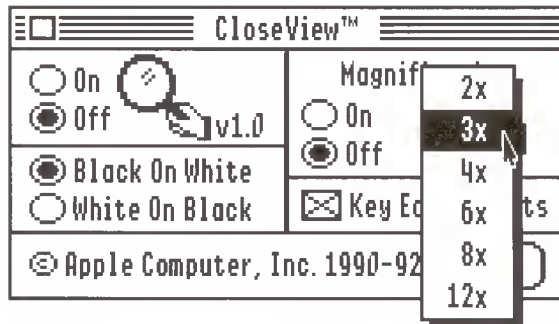 CloseView™
On
Off
v1.0
Black On White
White On Black
Magnif
On
Off
Key Eq
ts
© Apple Computer, Inc. 1990-92
2x
3x
4x
6x
8x
12x